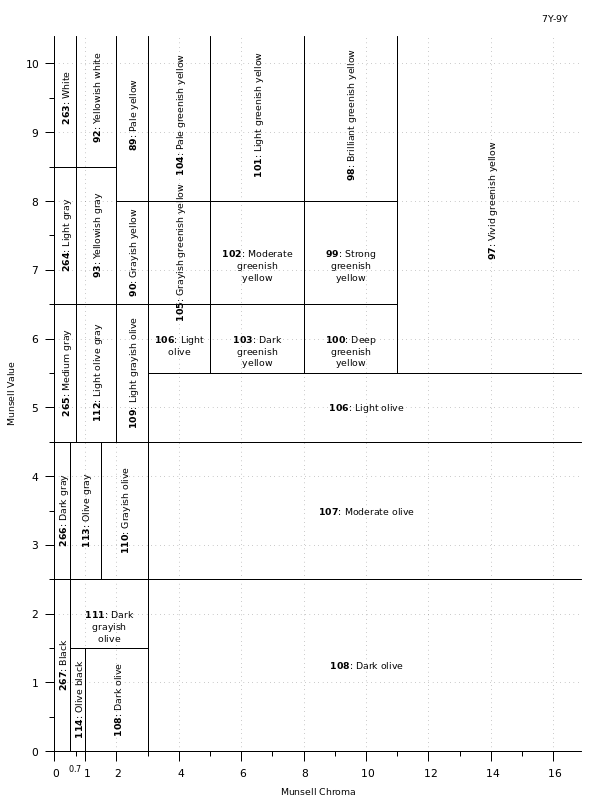 7Y-9Y
10
9
8
7
6
5
4
3
2
1
0
Munsell Value
263: White
92: Yellowish white
89: Pale yellow
104: Pale greenish yellow
101: Light greenish yellow
98: Brilliant greenish yellow
97: Vivid greenish yellow
264: Light gray
93: Yellowish gray
90: Grayish yellow
105: Grayish greenish yellow
102: Moderate
greenish
yellow
99: Strong
greenish
yellow
265: Medium gray
112: Light olive gray
109: Light grayish olive
106: Light
olive
103: Dark
greenish
yellow
100: Deep
greenish
yellow
106: Light olive
266: Dark gray
113: Olive gray
110: Grayish olive
107: Moderate olive
267: Black
111: Dark
grayish
olive
114: Olive black
108: Dark olive
108: Dark olive
0 0.7 1 2 4 6 8 10 12 14 16
Munsell Chroma